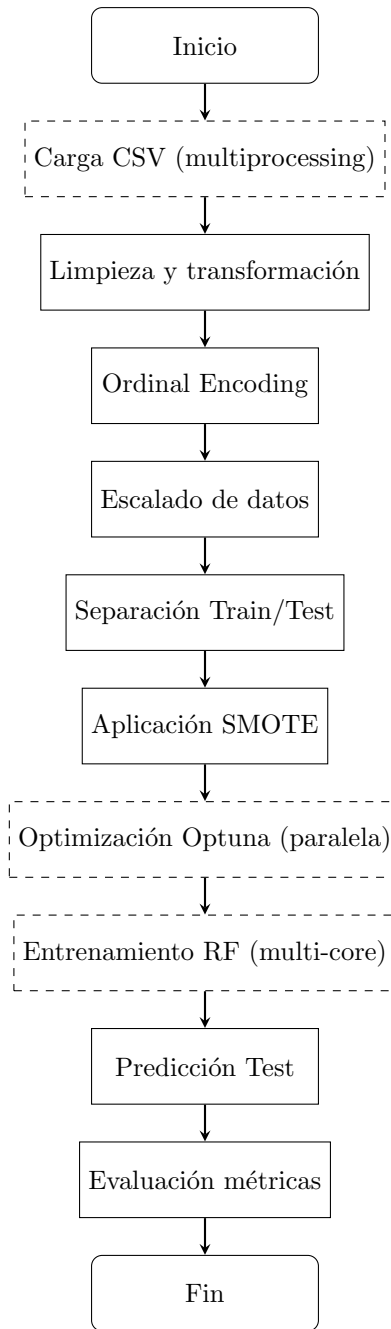 Inicio
Carga CSV (multiprocessing)
Limpieza y transformación
Ordinal Encoding
Escalado de datos
Separación Train/Test
Aplicación SMOTE
Optimización Optuna (paralela)
Entrenamiento RF (multi-core)
Predicción Test
Evaluación métricas
Fin